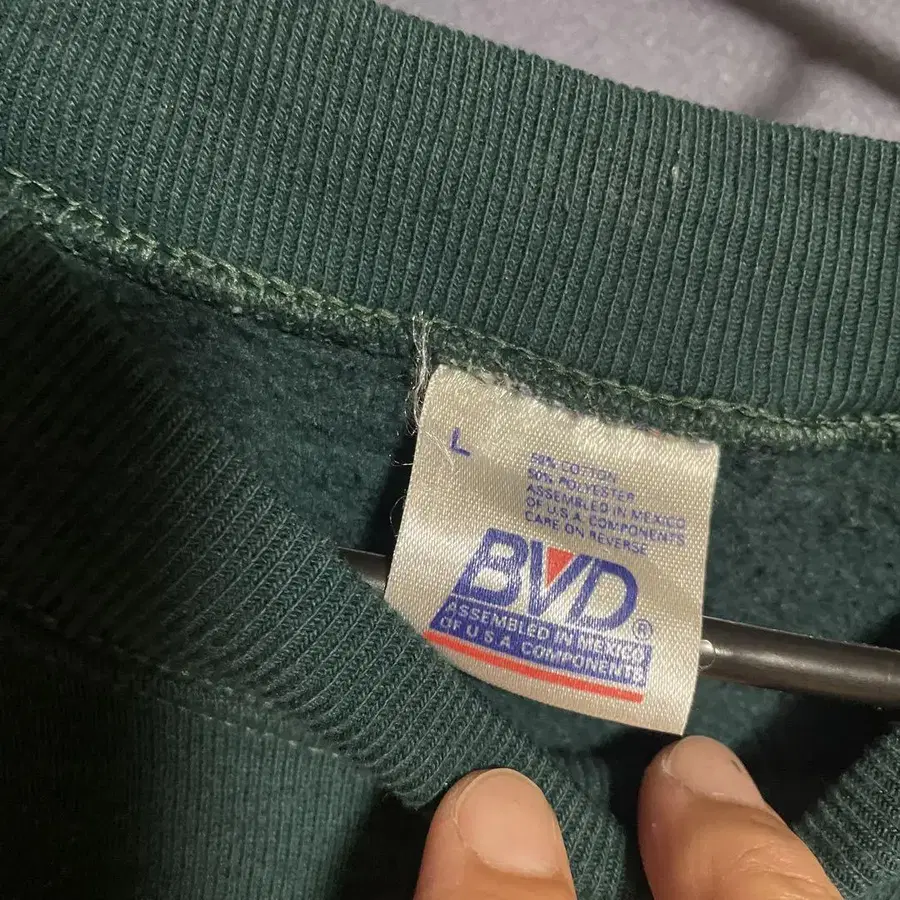 L
50% COTTON
50% POLYESTER
ASSEMBLED IN MEXICO
OF U.S.A. COMPONENTS
CARE ON REVERSE
BVD®
ASSEMBLED IN MEXICO
OF U.S.A. COMPONENTS